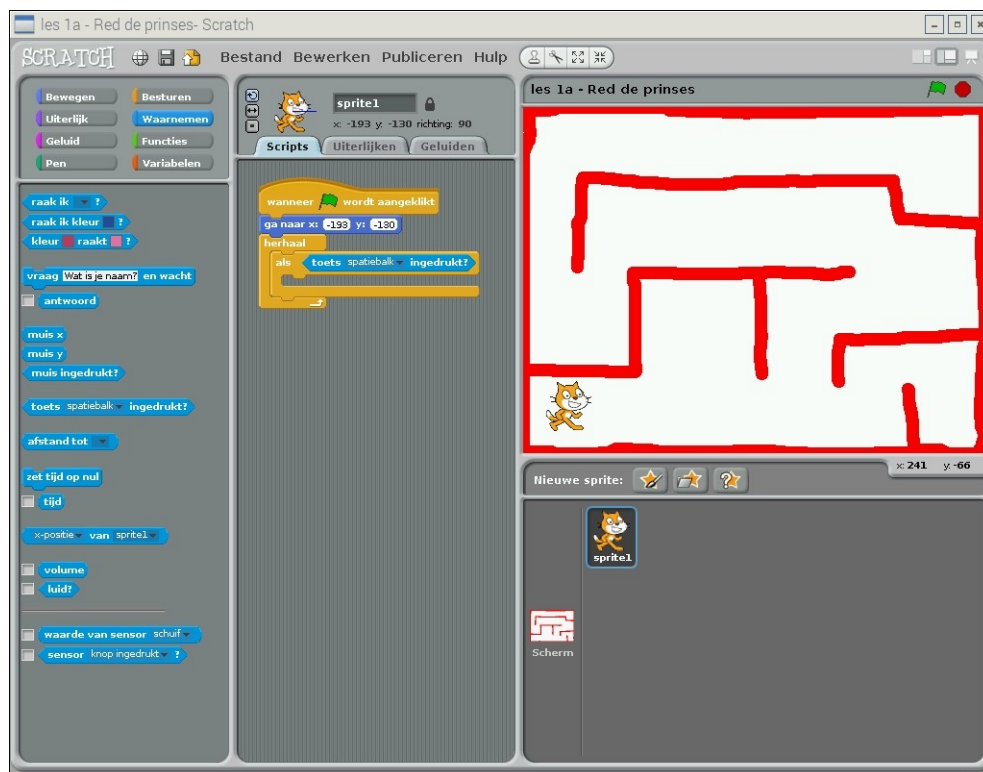 les 1a - Red de prinses- Scratch
SCRATCH Bestand Bewerken Publiceren Hulp
Bewegen Besturen
Uiterlijk Waarnemen
Geluid Functies
Pen Variabelen
raak ik ?
raak ik kleur ?
kleur raakt ?
vraag Wat is je naam? en wacht
antwoord
muis x
muis y
muis ingedrukt?
toets spatiebalk ingedrukt?
afstand tot
zet tijd op nul
tijd
x-positie van sprite1
volume
luid?
waarde van sensor schuif
sensor knop ingedrukt ?
sprite1
x: -193 y: -130 richting: 90
Scripts Uiterlijken Geluiden
wanneer wordt aangeklikt
ga naar x: -193 y: -130
herhaal
als toets spatiebalk ingedrukt?
les 1a - Red de prinses
x: 241 y: -66
Nieuwe sprite:
sprite1
Scherm